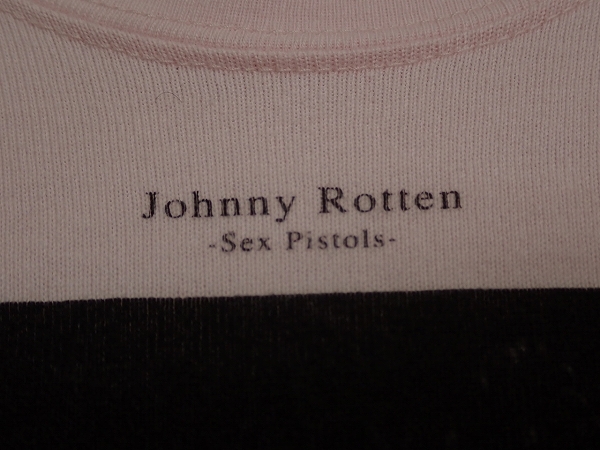 Johnny Rotten
-Sex Pistols-